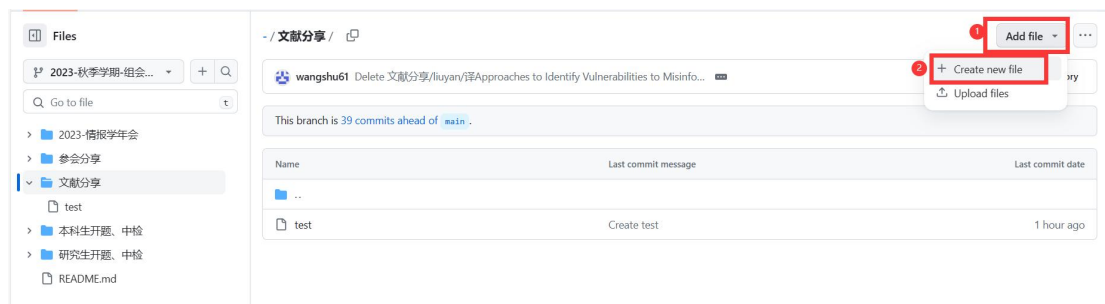 Files
2023-秋季学期-组会...
Go to file
t
2023-情报学年会
参会分享
文献分享
test
本科生开题、中检
研究生开题、中检
README.md
- / 文献分享 /
1
Add file
2
Create new file
Upload files
wangshu61 Delete 文献分享/liuyan/译Approaches to Identify Vulnerabilities to Misinfo...
ory
This branch is 39 commits ahead of main .
Name Last commit message Last commit date
..
test Create test 1 hour ago